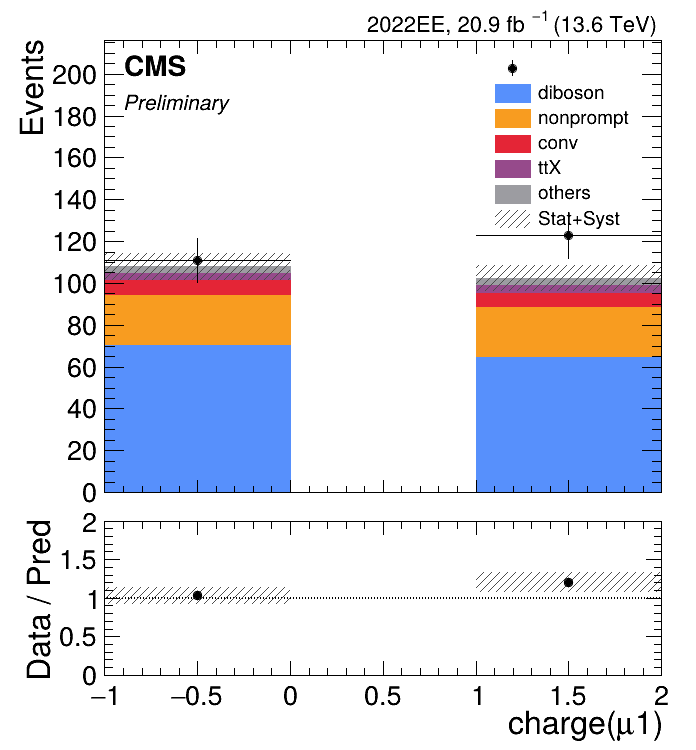 2022EE, 20.9 fb⁻¹ (13.6 TeV)
CMS
Preliminary
diboson
nonprompt
conv
ttX
others
Stat+Syst
Events
200
180
160
140
120
100
80
60
40
20
0
Data / Pred
2
1.5
1
0.5
0
−1 −0.5 0 0.5 1 1.5 2
charge(μ1)